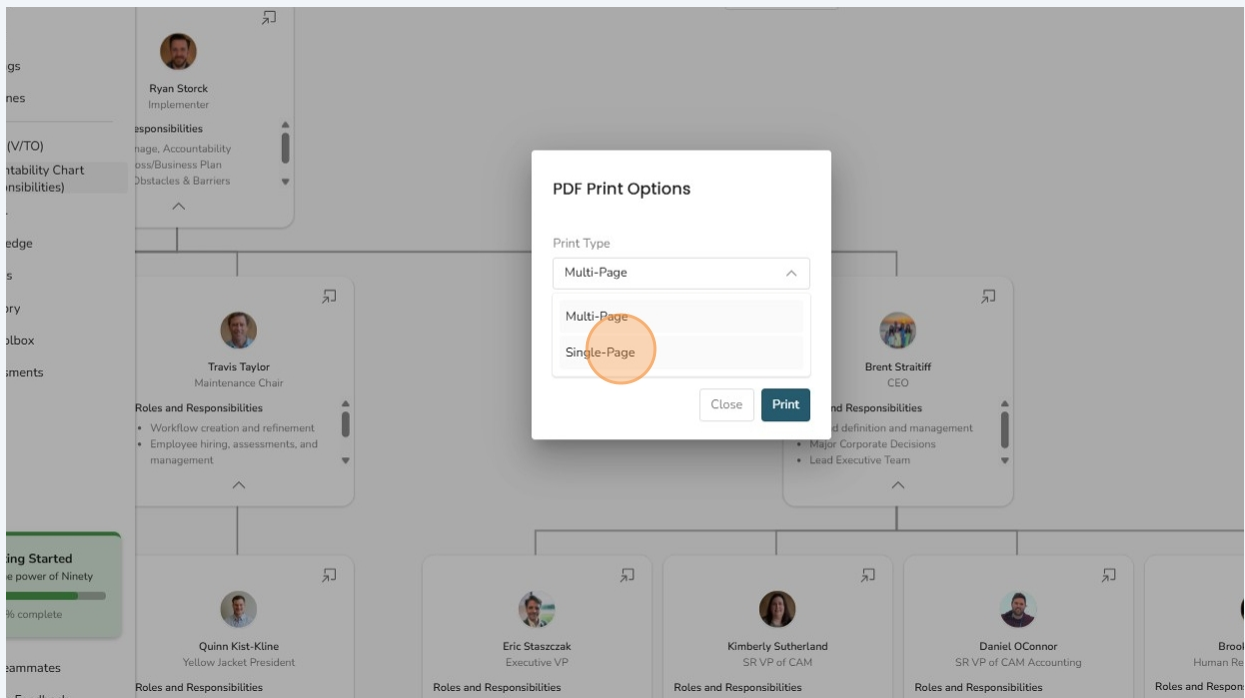 gs
nes
(V/TO)
ntability Chart
onsibilities)
edge
s
ory
olbox
sments
ing Started
e power of Ninety
% complete
eammates
Feedback
Ryan Storck
Implementer
esponsibilities
nage, Accountability
oss/Business Plan
Obstacles & Barriers
PDF Print Options
Print Type
Multi-Page
Multi-Page
Single-Page
Close
Print
Travis Taylor
Maintenance Chair
Roles and Responsibilities
• Workflow creation and refinement
• Employee hiring, assessments, and
management
Brent Straitiff
CEO
nd Responsibilities
d definition and management
• Major Corporate Decisions
• Lead Executive Team
Quinn Kist-Kline
Yellow Jacket President
Roles and Responsibilities
Eric Staszczak
Executive VP
Roles and Responsibilities
Kimberly Sutherland
SR VP of CAM
Roles and Responsibilities
Daniel OConnor
SR VP of CAM Accounting
Roles and Responsibilities
Brook
Human Re
Roles and Respon